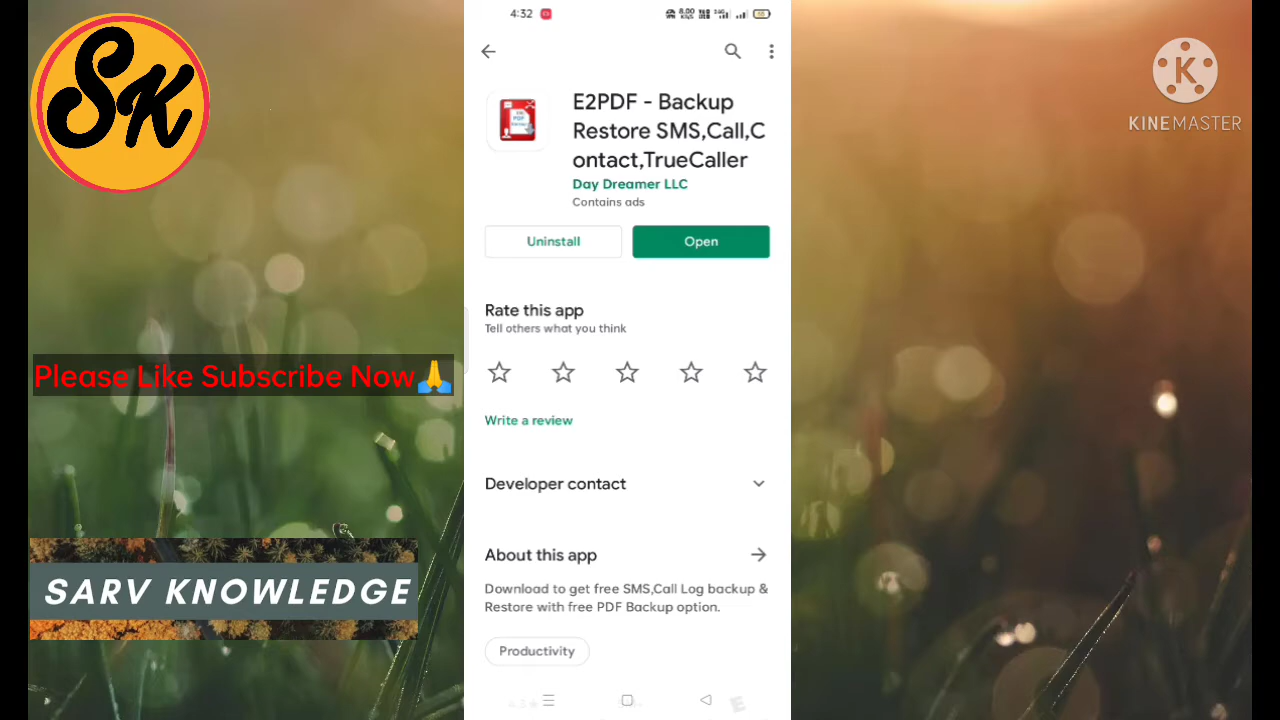 SK
4:32
8.00
KINEMASTER
E2PDF - Backup
Restore SMS,Call,C
ontact,TrueCaller
Day Dreamer LLC
Contains ads
Uninstall
Open
Rate this app
Tell others what you think
Please Like Subscribe Now🙏
Write a review
Developer contact
About this app
Download to get free SMS,Call Log backup &
Restore with free PDF Backup option.
SARV KNOWLEDGE
Productivity